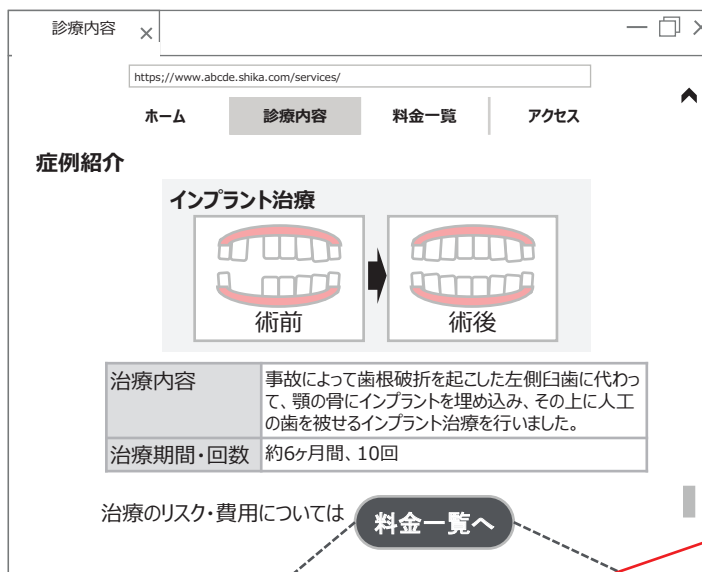 診療内容
https;//www.abcde.shika.com/services/
ホーム 診療内容 料金一覧 アクセス
症例紹介
インプラント治療
術前 術後
治療内容
事故によって歯根破折を起こした左側臼歯に代わっ
て、顎の骨にインプラントを埋め込み、その上に人工
の歯を被せるインプラント治療を行いました。
治療期間・回数 約6ヶ月間、10回
治療のリスク・費用については 料金一覧へ